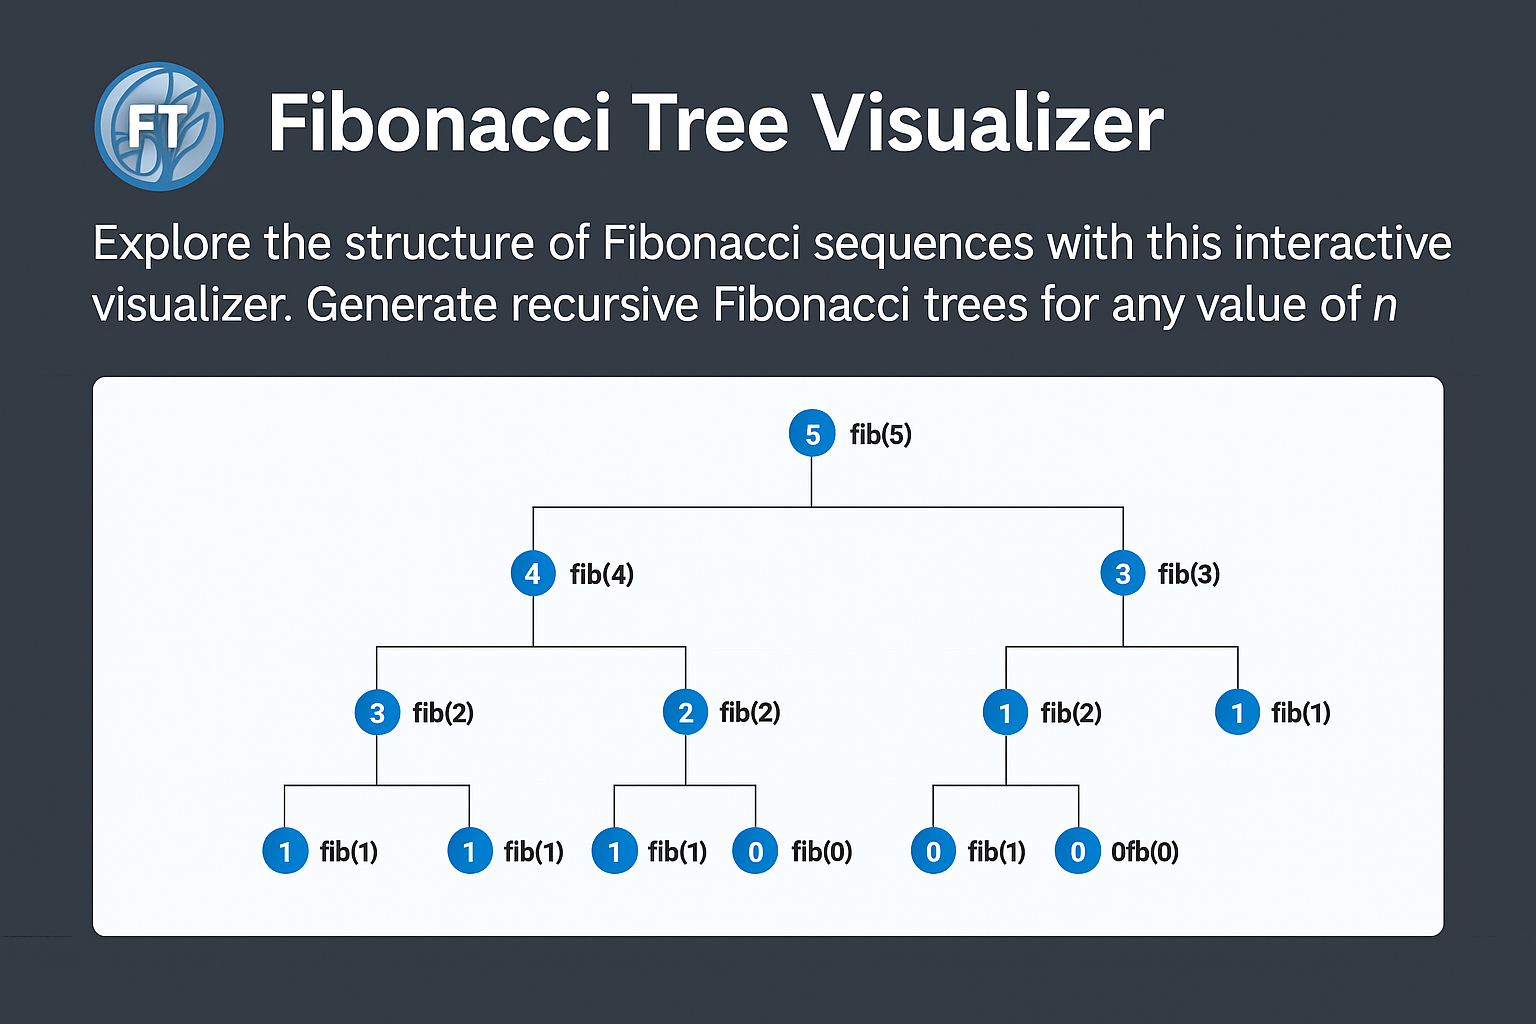 FT
Fibonacci Tree Visualizer
Explore the structure of Fibonacci sequences with this interactive
visualizer. Generate recursive Fibonacci trees for any value of n
5 fib(5)
4 fib(4) 3 fib(3)
3 fib(2) 2 fib(2) 1 fib(2) 1 fib(1)
1 fib(1) 1 fib(1) 1 fib(1) 0 fib(0) 0 fib(1) 0 0fb(0)